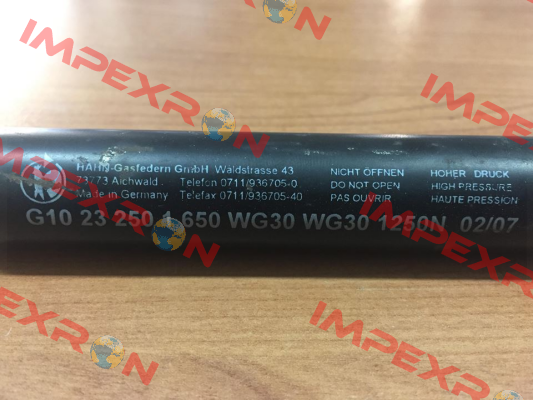 IMPEXRON
IMPEXRON
HAHN-Gasfedern GmbH Waldstrasse 43
73773 Aichwald. Telefon 0711/936705-0
Made in Germany Telefax 0711/936705-40
NICHT ÖFFNEN
DO NOT OPEN
PAS OUVRIR
HOHER DRUCK
HIGH PRESSURE
HAUTE PRESSION
G10 23 250 1 650 WG30 WG30 1250N 02/07
IMPEXRON
IMPEXRON